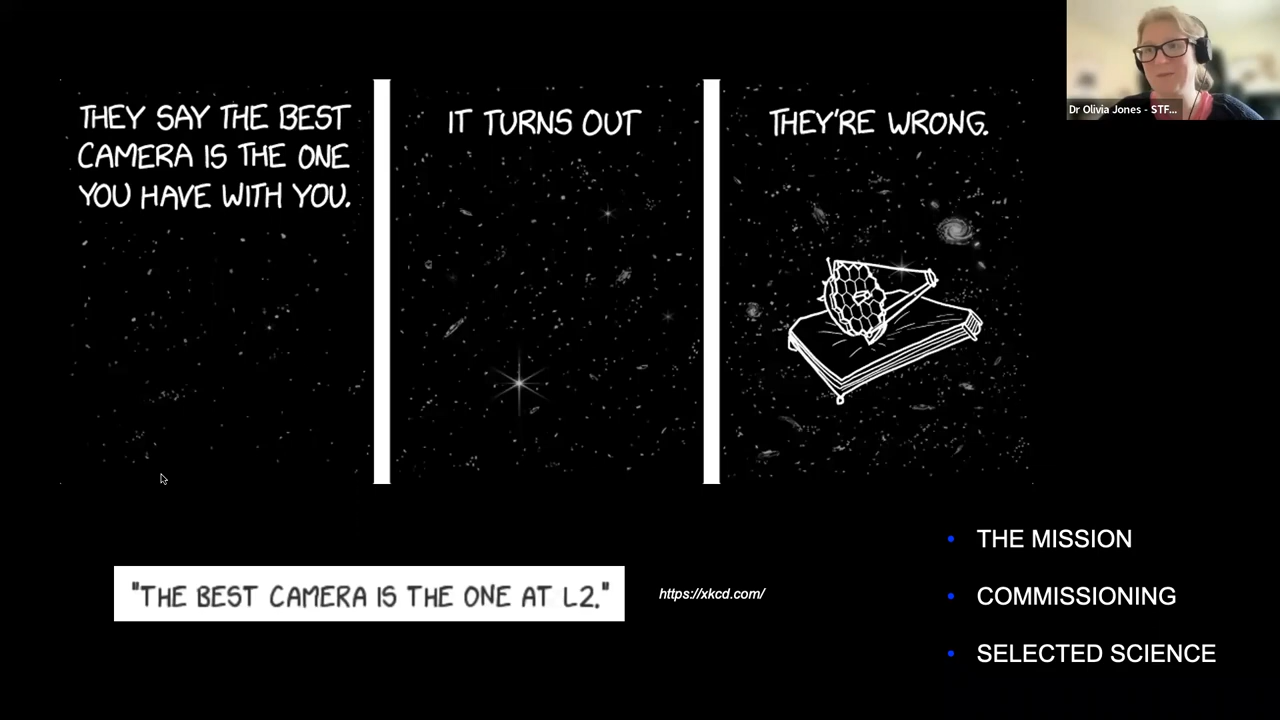 THEY SAY THE BEST
CAMERA IS THE ONE
YOU HAVE WITH YOU.
IT TURNS OUT
THEY'RE WRONG.
Dr Olivia Jones - STF...
"THE BEST CAMERA IS THE ONE AT L2."
https://xkcd.com/
• THE MISSION
• COMMISSIONING
• SELECTED SCIENCE